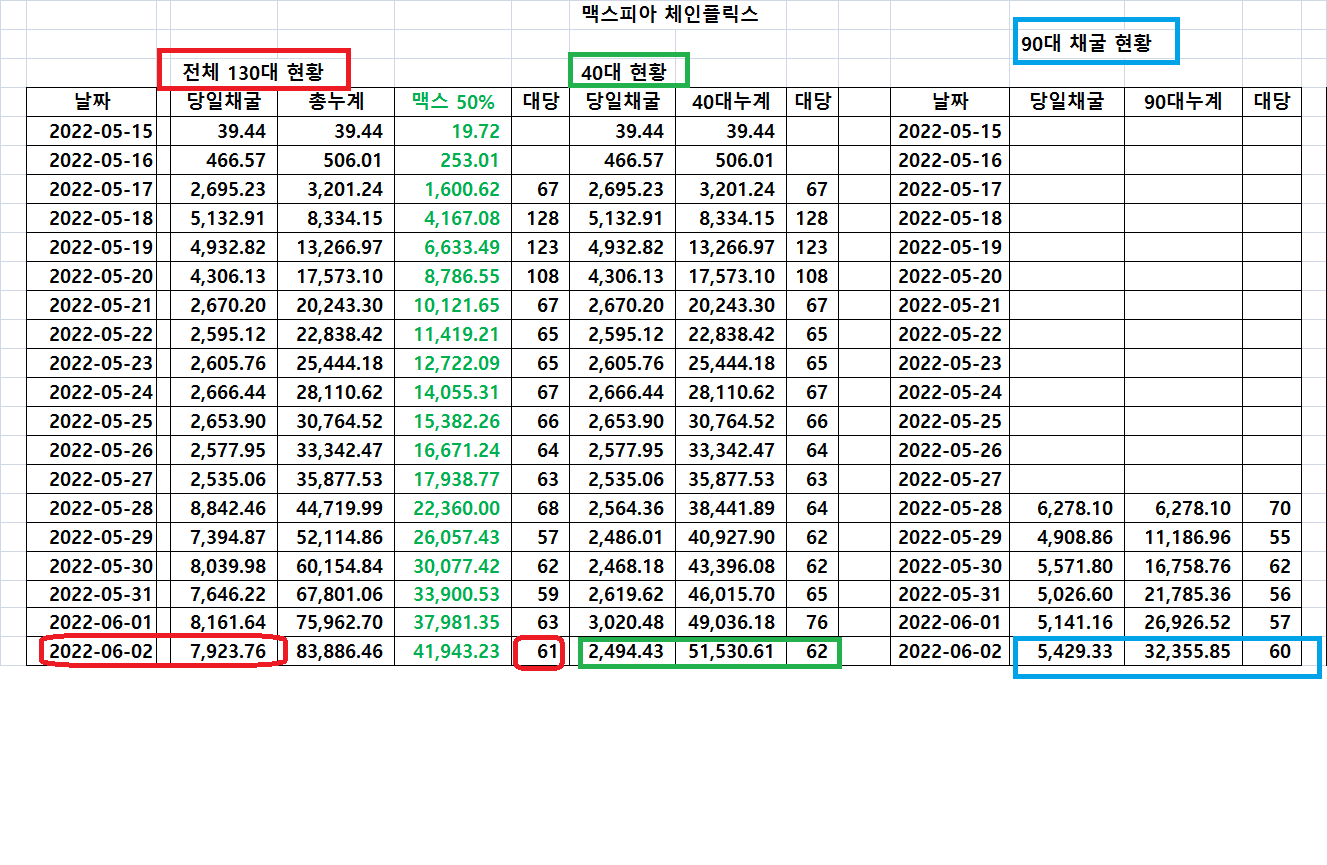 맥스피아 체인플릭스
90대 채굴 현황
전체 130대 현황 40대 현황
날짜 당일채굴 총누계 맥스 50% 대당 당일채굴 40대누계 대당 날짜 당일채굴 90대누계 대당
2022-05-15 39.44 39.44 19.72 39.44 39.44 2022-05-15
2022-05-16 466.57 506.01 253.01 466.57 506.01 2022-05-16
2022-05-17 2,695.23 3,201.24 1,600.62 67 2,695.23 3,201.24 67 2022-05-17
2022-05-18 5,132.91 8,334.15 4,167.08 128 5,132.91 8,334.15 128 2022-05-18
2022-05-19 4,932.82 13,266.97 6,633.49 123 4,932.82 13,266.97 123 2022-05-19
2022-05-20 4,306.13 17,573.10 8,786.55 108 4,306.13 17,573.10 108 2022-05-20
2022-05-21 2,670.20 20,243.30 10,121.65 67 2,670.20 20,243.30 67 2022-05-21
2022-05-22 2,595.12 22,838.42 11,419.21 65 2,595.12 22,838.42 65 2022-05-22
2022-05-23 2,605.76 25,444.18 12,722.09 65 2,605.76 25,444.18 65 2022-05-23
2022-05-24 2,666.44 28,110.62 14,055.31 67 2,666.44 28,110.62 67 2022-05-24
2022-05-25 2,653.90 30,764.52 15,382.26 66 2,653.90 30,764.52 66 2022-05-25
2022-05-26 2,577.95 33,342.47 16,671.24 64 2,577.95 33,342.47 64 2022-05-26
2022-05-27 2,535.06 35,877.53 17,938.77 63 2,535.06 35,877.53 63 2022-05-27
2022-05-28 8,842.46 44,719.99 22,360.00 68 2,564.36 38,441.89 64 2022-05-28 6,278.10 6,278.10 70
2022-05-29 7,394.87 52,114.86 26,057.43 57 2,486.01 40,927.90 62 2022-05-29 4,908.86 11,186.96 55
2022-05-30 8,039.98 60,154.84 30,077.42 62 2,468.18 43,396.08 62 2022-05-30 5,571.80 16,758.76 62
2022-05-31 7,646.22 67,801.06 33,900.53 59 2,619.62 46,015.70 65 2022-05-31 5,026.60 21,785.36 56
2022-06-01 8,161.64 75,962.70 37,981.35 63 3,020.48 49,036.18 76 2022-06-01 5,141.16 26,926.52 57
2022-06-02 7,923.76 83,886.46 41,943.23 61 2,494.43 51,530.61 62 2022-06-02 5,429.33 32,355.85 60